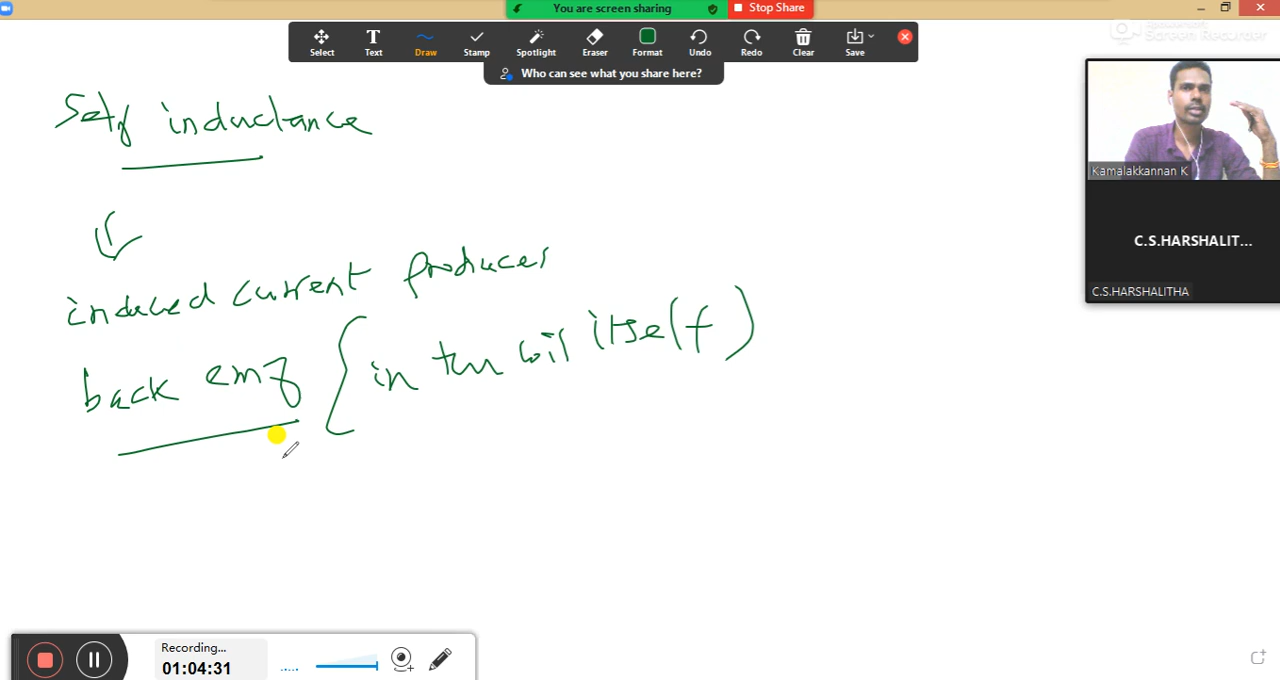 You are screen sharing
Stop Share
Select
Text
Draw
Stamp
Spotlight
Eraser
Format
Undo
Redo
Clear
Save
Who can see what you share here?
Screen Recorder
Self inductance
Kamalakkannan K
C.S.HARSHALIT...
C.S.HARSHALITHA
induced current produces
back emf { in the coil itself )
Recording...
01:04:31